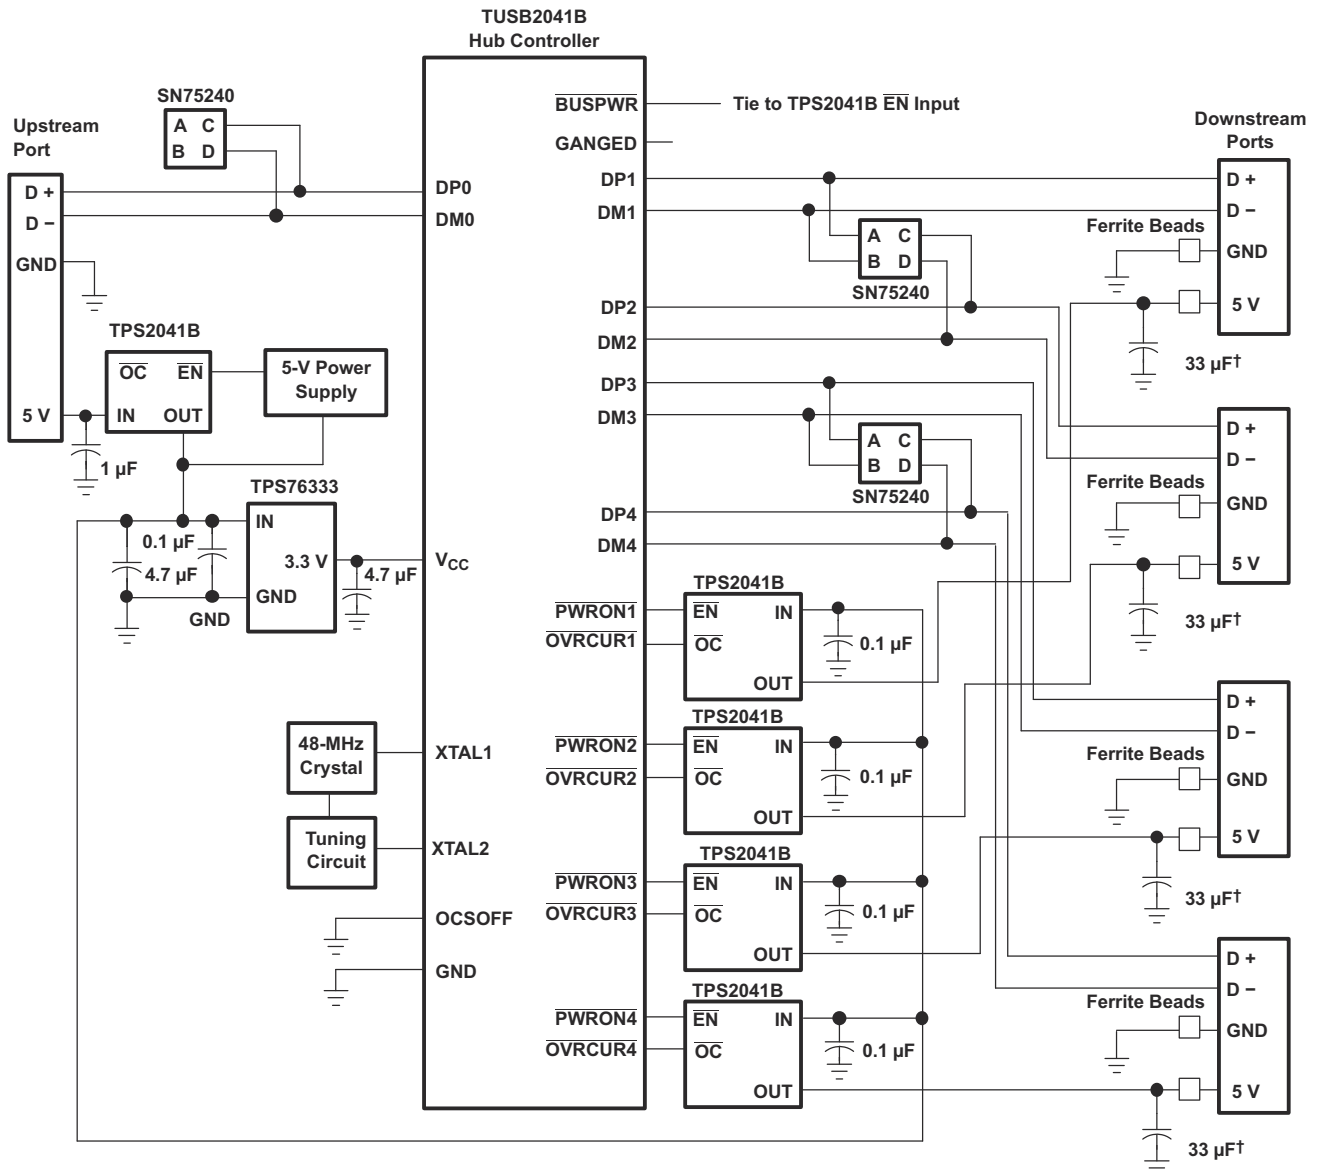 TUSB2041B
Hub Controller
SN75240
A C
B D
Upstream
Port
D +
D −
GND
5 V
TPS2041B
OC EN
IN OUT
5-V Power
Supply
1 µF
TPS76333
IN
3.3 V
GND
0.1 µF
4.7 µF
GND
4.7 µF
48-MHz
Crystal
Tuning
Circuit
DP0
DM0
VCC
XTAL1
XTAL2
OCSOFF
GND
BUSPWR
GANGED
DP1
DM1
DP2
DM2
DP3
DM3
DP4
DM4
PWRON1
OVRCUR1
PWRON2
OVRCUR2
PWRON3
OVRCUR3
PWRON4
OVRCUR4
Tie to TPS2041B EN Input
A C
B D
SN75240
A C
B D
SN75240
TPS2041B
EN IN
OC
OUT
0.1 µF
TPS2041B
EN IN
OC
OUT
0.1 µF
TPS2041B
EN IN
OC
OUT
0.1 µF
TPS2041B
EN IN
OC
OUT
0.1 µF
Downstream
Ports
D +
D −
Ferrite Beads
GND
5 V
33 µF†
D +
D −
Ferrite Beads
GND
5 V
33 µF†
D +
D −
Ferrite Beads
GND
5 V
33 µF†
D +
D −
Ferrite Beads
GND
5 V
33 µF†